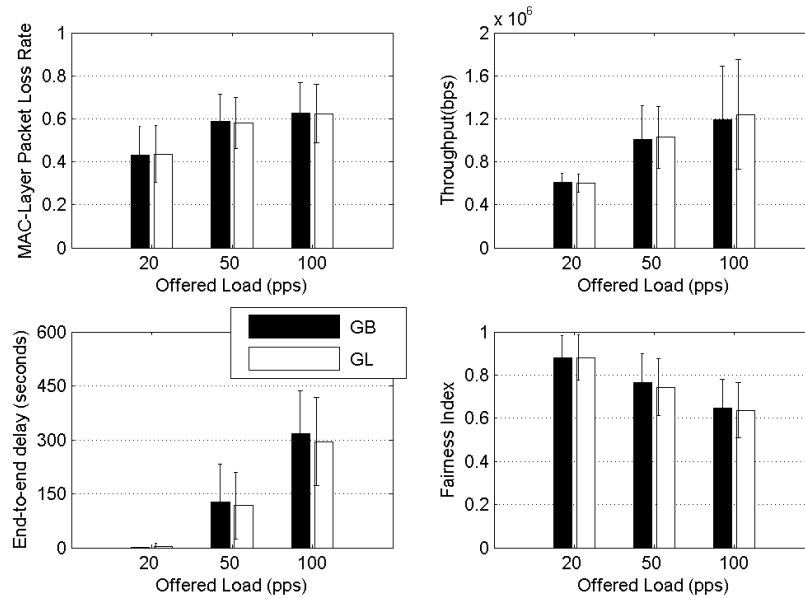 MAC-Layer Packet Loss Rate
1
0.8
0.6
0.4
0.2
0
20 50 100
Offered Load (pps)
x 10^6
Throughput(bps)
2
1.6
1.2
0.8
0.4
0
20 50 100
Offered Load (pps)
End-to-end delay (seconds)
600
450
300
150
0
20 50 100
Offered Load (pps)
GB
GL
Fairness Index
1
0.8
0.6
0.4
0.2
0
20 50 100
Offered Load (pps)